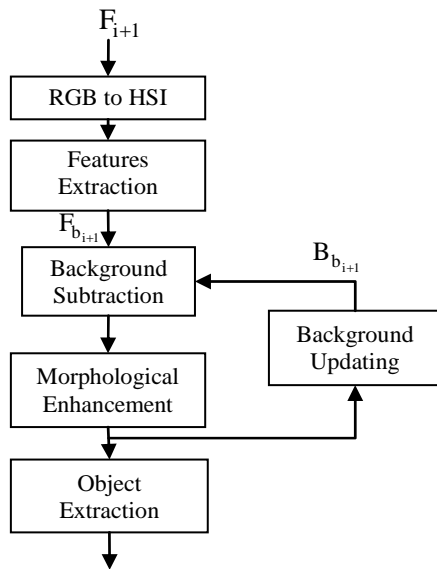 F_{i+1}
RGB to HSI
Features
Extraction
F_{b_{i+1}}
B_{b_{i+1}}
Background
Subtraction
Background
Updating
Morphological
Enhancement
Object
Extraction